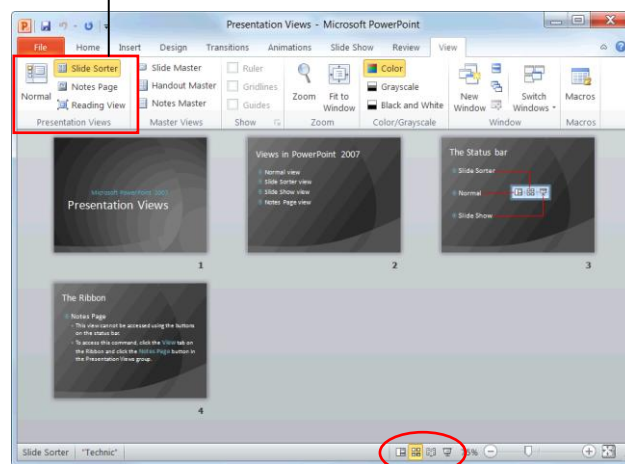 Presentation Views - Microsoft PowerPoint
File Home Insert Design Transitions Animations Slide Show Review View
Normal
Slide Sorter
Notes Page
Reading View
Presentation Views
Slide Master
Handout Master
Notes Master
Master Views
Ruler
Gridlines
Guides
Show
Zoom
Fit to
Window
Zoom
Color
Grayscale
Black and White
Color/Grayscale
New
Window
Switch
Windows
Window
Macros
Macros
Microsoft PowerPoint 2007
Presentation Views
1
Views in PowerPoint 2007
Normal view
Slide Sorter view
Slide Show view
Notes Page view
2
The Status bar
Slide Sorter
Normal
Slide Show
3
The Ribbon
Notes Page
This view cannot be accessed using the buttons
on the status bar.
To access this command, click the View tab on
the Ribbon and click the Notes Page button in
the Presentation Views group.
4
Slide Sorter "Technic"